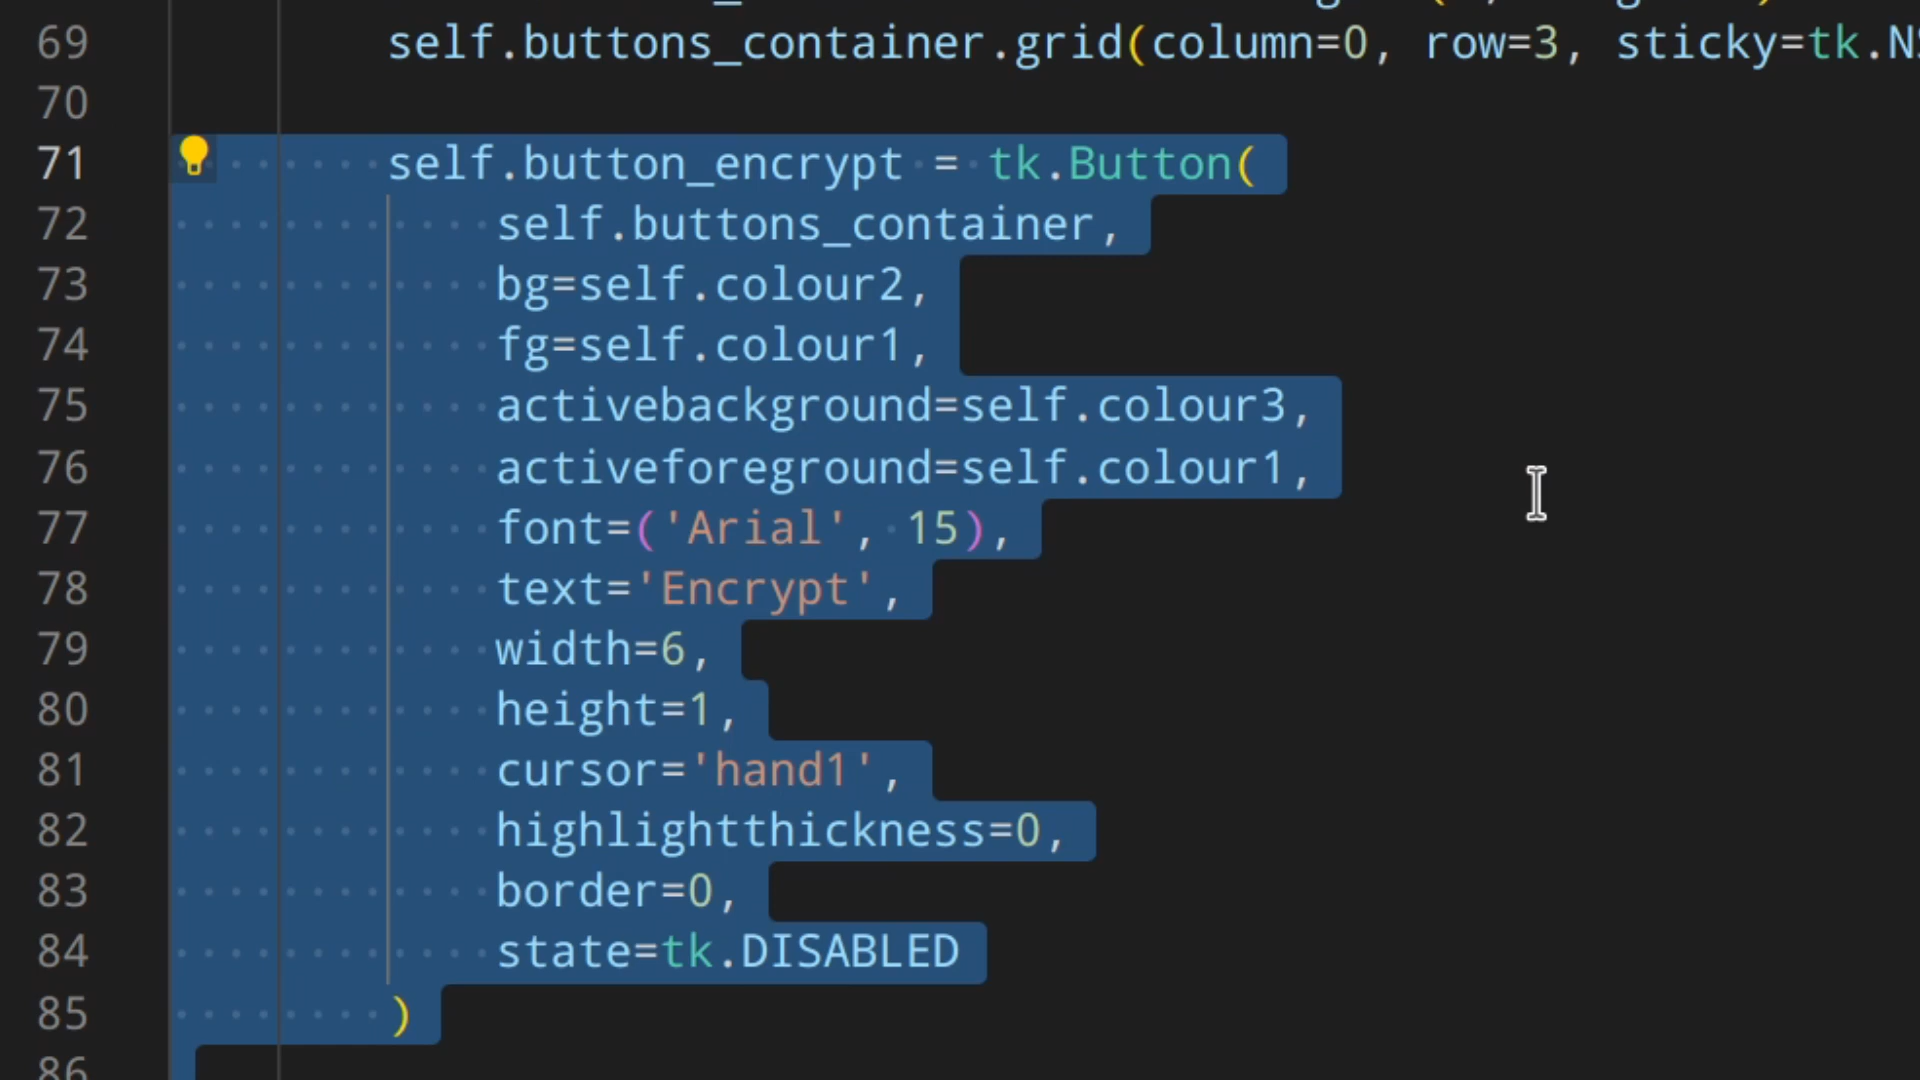 69 self.buttons_container.grid(column=0, row=3, sticky=tk.
70
71 self.button_encrypt = tk.Button(
72 self.buttons_container,
73 bg=self.colour2,
74 fg=self.colour1,
75 activebackground=self.colour3,
76 activeforeground=self.colour1,
77 font=('Arial', 15),
78 text='Encrypt',
79 width=6,
80 height=1,
81 cursor='hand1',
82 highlightthickness=0,
83 border=0,
84 state=tk.DISABLED
85 )
86